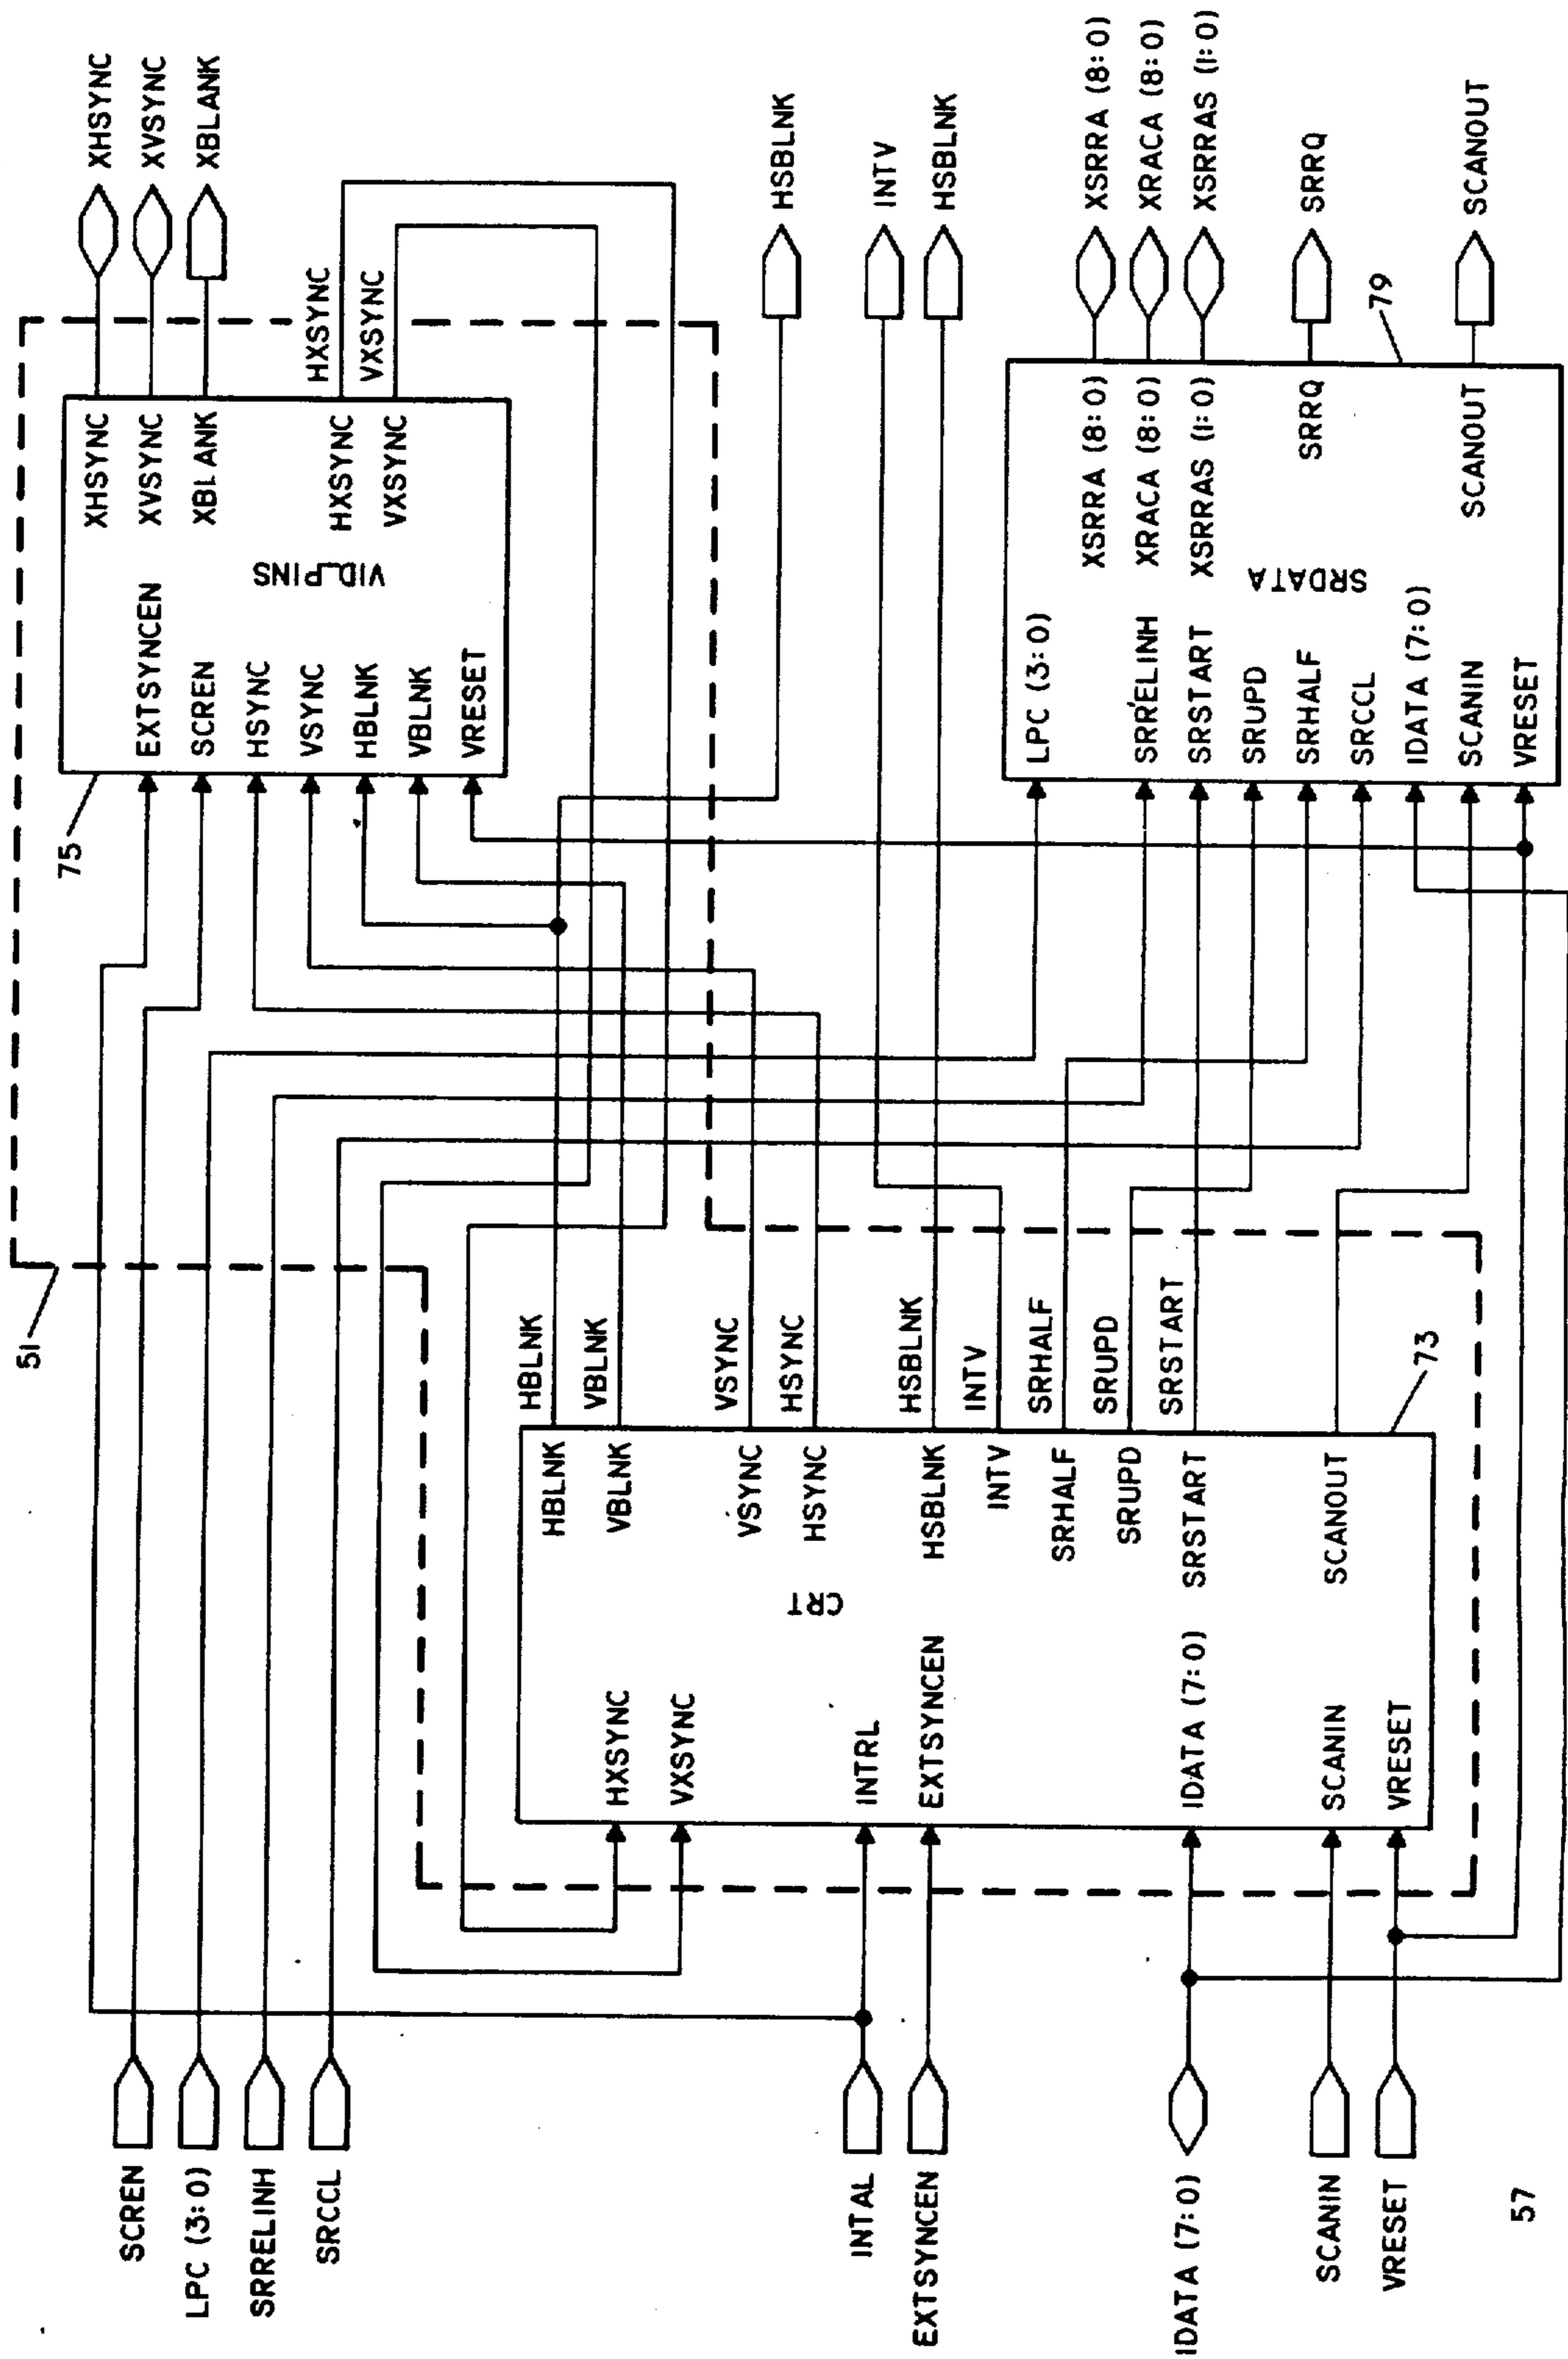 51
75
XHSYNC
XVSYNC
XBLANK
EXTSYNCEN
SCREN
HSYNC
VSYNC
HBLNK
VBLNK
VRESET
VID_PINS
XHSYNC
XVSYNC
XBLANK
HXSYNC
VXSYNC
HXSYNC
VXSYNC
HSBLNK
INTV
HSBLNK
SCREN
LPC (3:0)
SRRELINH
SRCCL
INTAL
EXTSYNCEN
IDATA (7:0)
SCANIN
VRESET
57
HXSYNC
VXSYNC
INTRL
EXTSYNCEN
IDATA (7:0)
SCANIN
VRESET
CRT
HBLNK
VBLNK
VSYNC
HSYNC
HSBLNK
INTV
SRHALF
SRUPD
SRSTART
SCANOUT
HBLNK
VBLNK
VSYNC
HSYNC
HSBLNK
INTV
SRHALF
SRUPD
SRSTART
73
LPC (3:0)
SRRELINH
SRSTART
SRUPD
SRHALF
SRCCL
IDATA (7:0)
SCANIN
VRESET
SRDATA
XSRRA (8:0)
XRACA (8:0)
XSRRAS (1:0)
SRRQ
SCANOUT
79
XSRRA (8:0)
XRACA (8:0)
XSRRAS (1:0)
SRRQ
SCANOUT